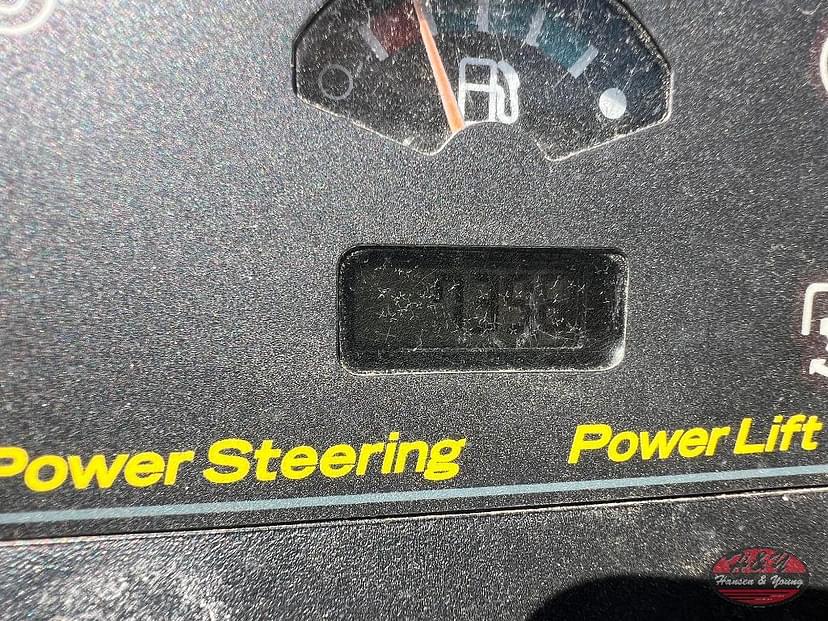 Power Steering
Power Lift
H&Y
Hansen & Young